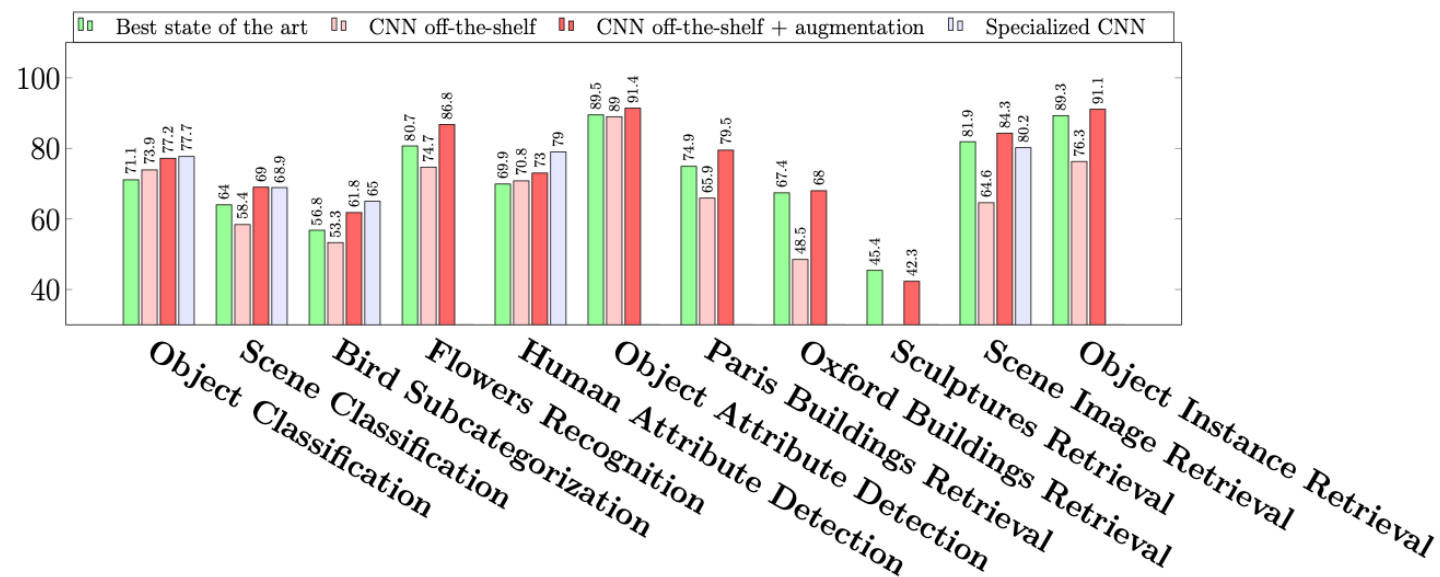 Best state of the art CNN off-the-shelf CNN off-the-shelf + augmentation Specialized CNN
100
80
60
40
71.1 73.9 77.2 77.7
64 58.4 69 68.9
56.8 53.3 61.8 65
80.7 74.7 86.8
69.9 70.8 73 79
89.5 89 91.4
74.9 65.9 79.5
67.4 48.5 68
45.4 42.3
81.9 64.6 84.3 80.2
89.3 76.3 91.1
Object Classification
Scene Classification
Bird Subcategorization
Flowers Recognition
Human Attribute Detection
Object Attribute Detection
Paris Buildings Retrieval
Oxford Buildings Retrieval
Sculptures Retrieval
Scene Image Retrieval
Object Instance Retrieval